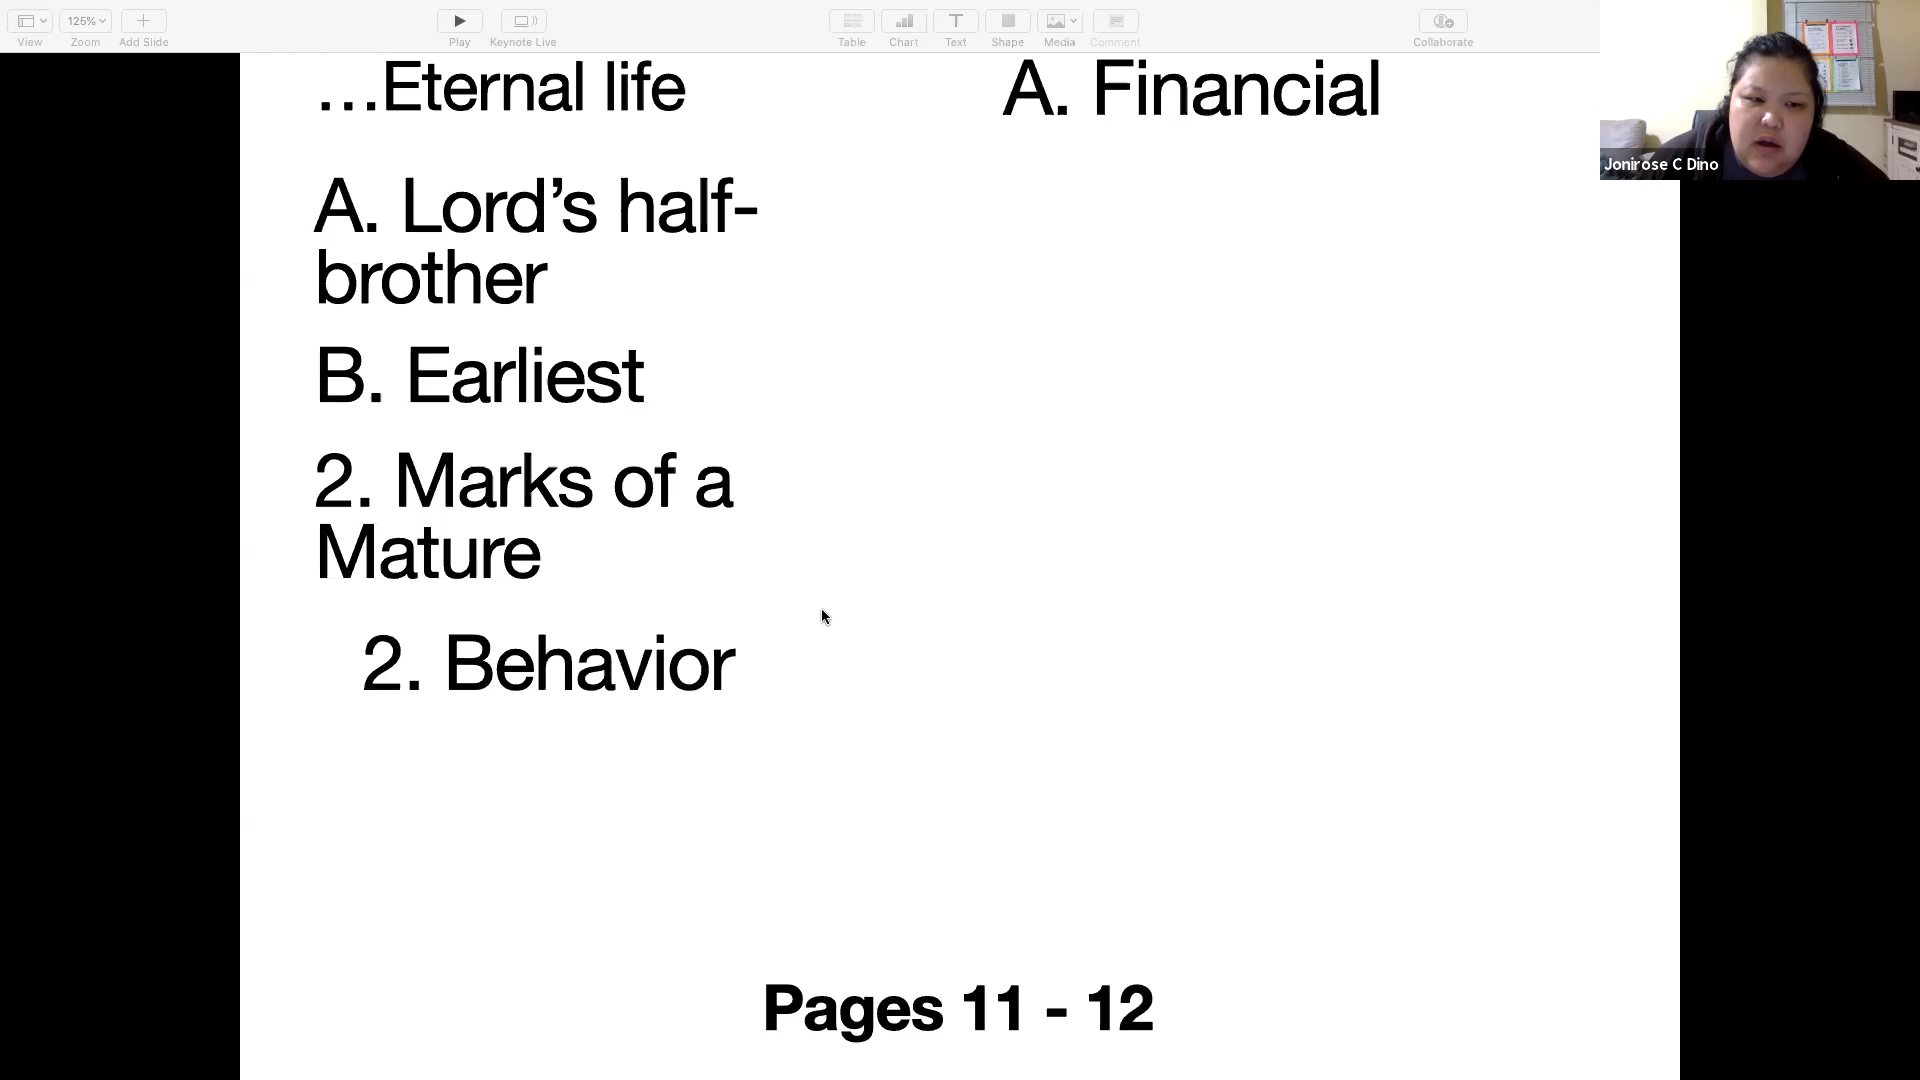 125%
View
Zoom
Add Slide
Play
Keynote Live
Table
Chart
Text
Shape
Media
Comment
Collaborate
…Eternal life
A. Lord’s half-
brother
B. Earliest
2. Marks of a
Mature
2. Behavior
A. Financial
Pages 11 - 12
Jonirose C Dino